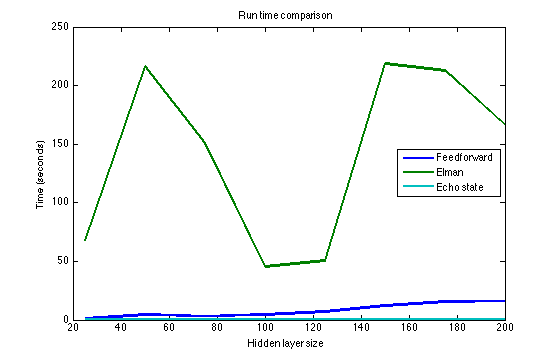 Run time comparison
250
200
150
100
50
0
Time (seconds)
Feedforward
Elman
Echo state
20 40 60 80 100 120 140 160 180 200
Hidden layer size